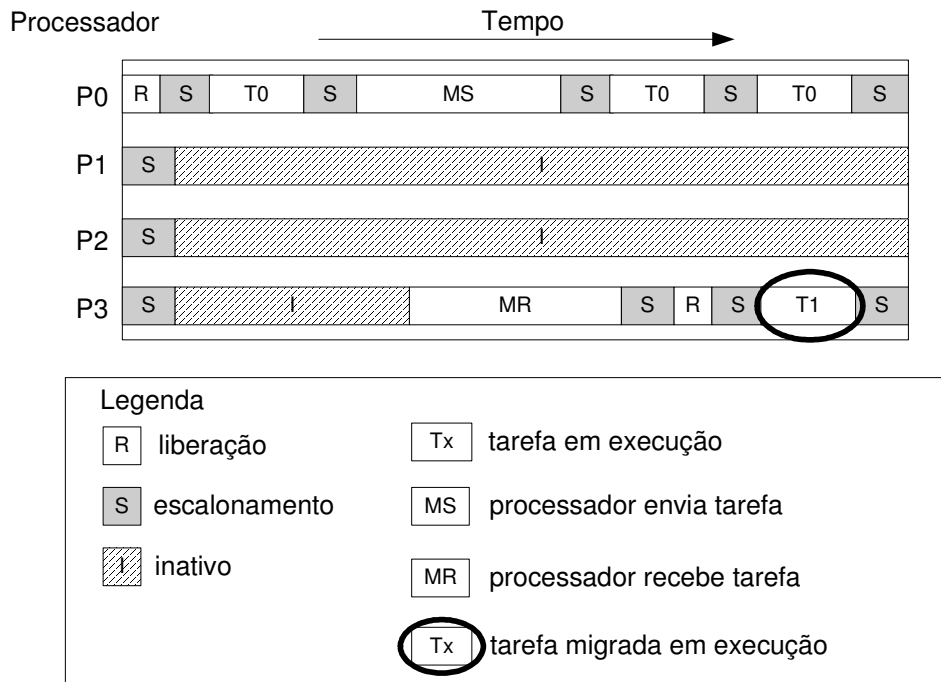 Processador
Tempo
P0 R S T0 S MS S T0 S T0 S
P1 S I
P2 S I
P3 S I MR S R S T1 S
Legenda
R liberação
Tx tarefa em execução
S escalonamento
MS processador envia tarefa
I inativo
MR processador recebe tarefa
Tx tarefa migrada em execução